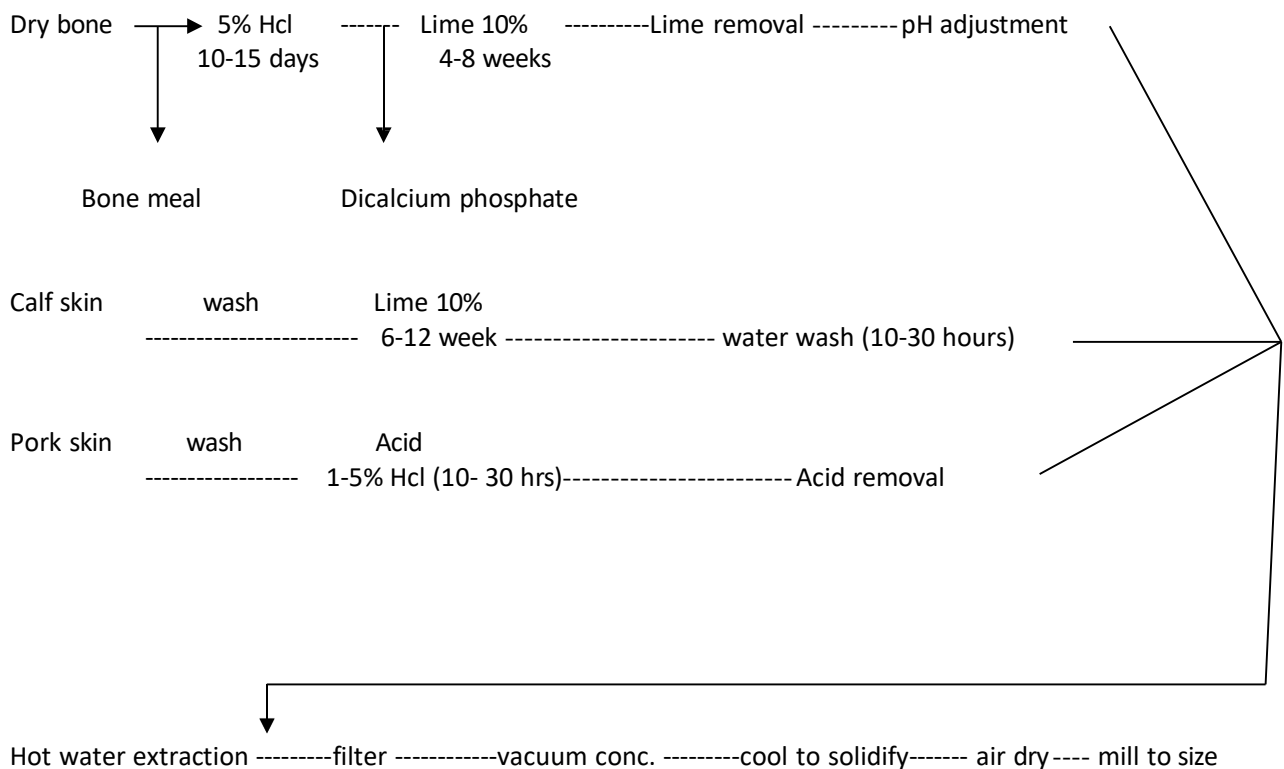 Dry bone 5% Hcl ------- Lime 10% ----------Lime removal --------pH adjustment
10-15 days 4-8 weeks
Bone meal Dicalcium phosphate
Calf skin wash Lime 10%
------------------------ 6-12 week ---------------------- water wash (10-30 hours)
Pork skin wash Acid
----------------- 1-5% Hcl (10- 30 hrs)------------------------ Acid removal
Hot water extraction --------filter ------------vacuum conc. --------cool to solidify------- air dry---- mill to size